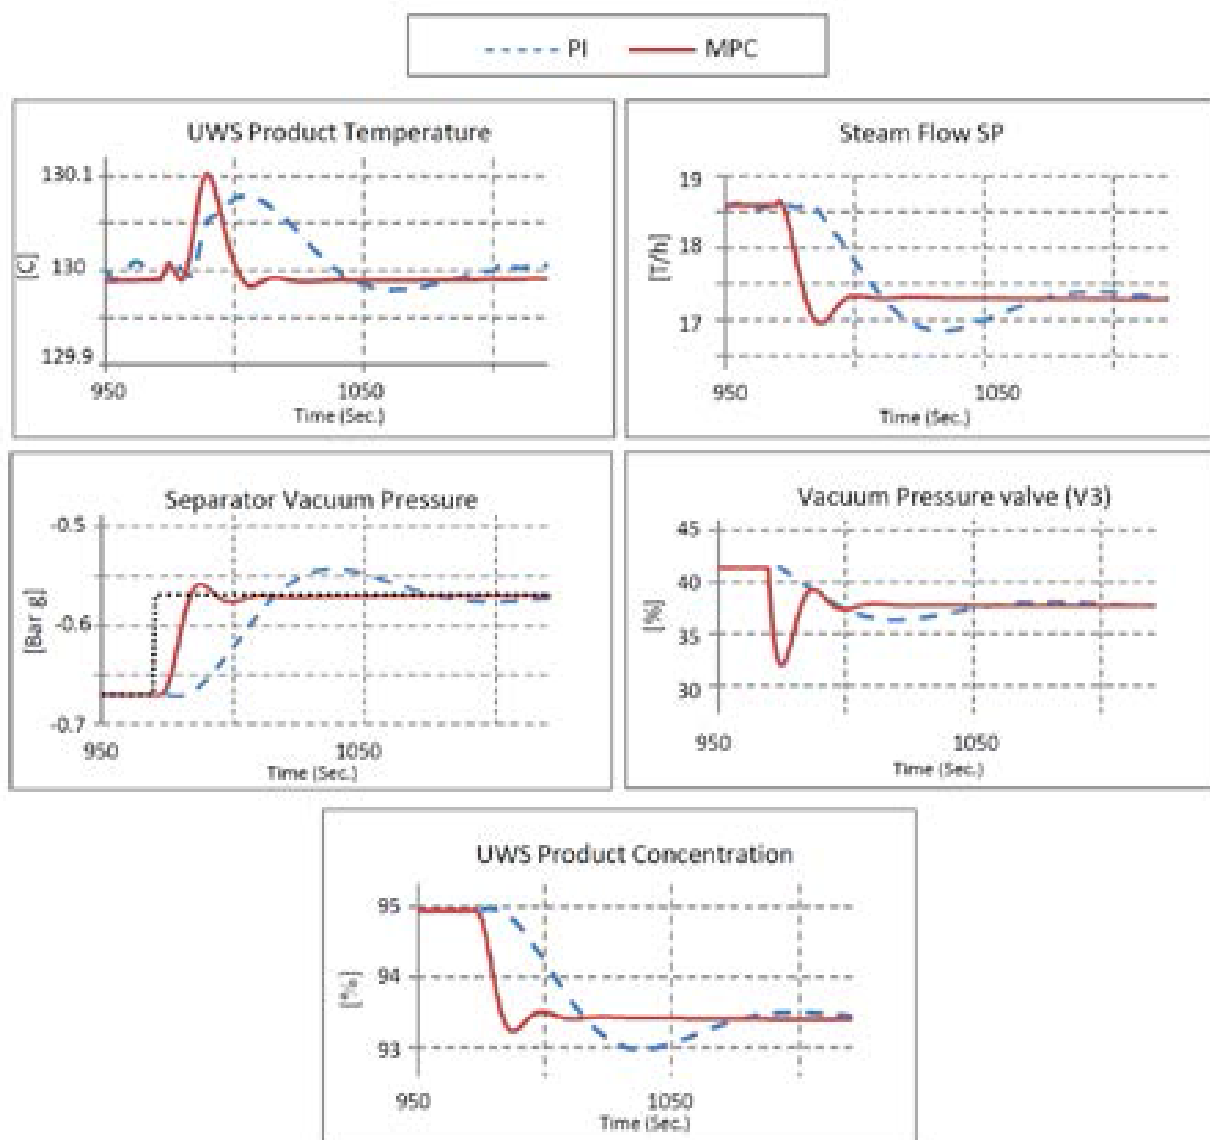 PI MPC
UWS Product Temperature
130.1
[C]
130
129.9
950 1050
Time (Sec.)
Steam Flow SP
19
18
[T/h]
17
950 1050
Time (Sec.)
Separator Vacuum Pressure
-0.5
[Bar g]
-0.6
-0.7
950 1050
Time (Sec.)
Vacuum Pressure valve (V3)
45
40
[%]
35
30
950 1050
Time (Sec.)
UWS Product Concentration
95
94
[%]
93
950 1050
Time (Sec.)